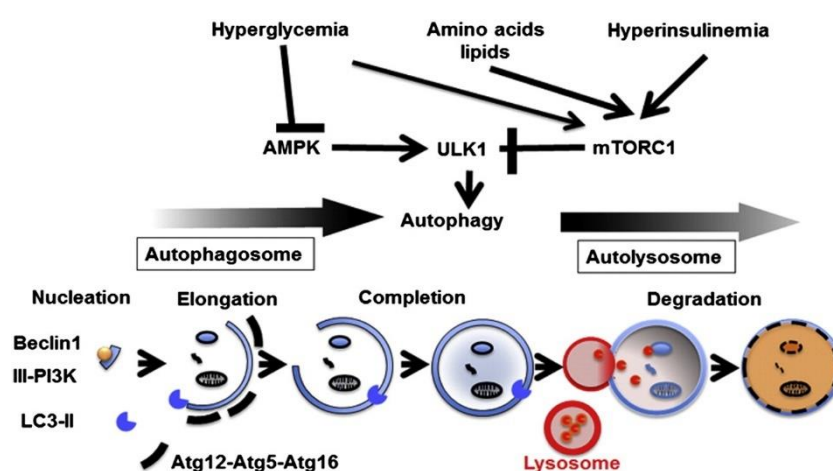 Hyperglycemia
Amino acids
lipids
Hyperinsulinemia
AMPK
ULK1
mTORC1
Autophagy
Autophagosome
Autolysosome
Nucleation
Elongation
Completion
Degradation
Beclin1
III-PI3K
LC3-II
Atg12-Atg5-Atg16
Lysosome